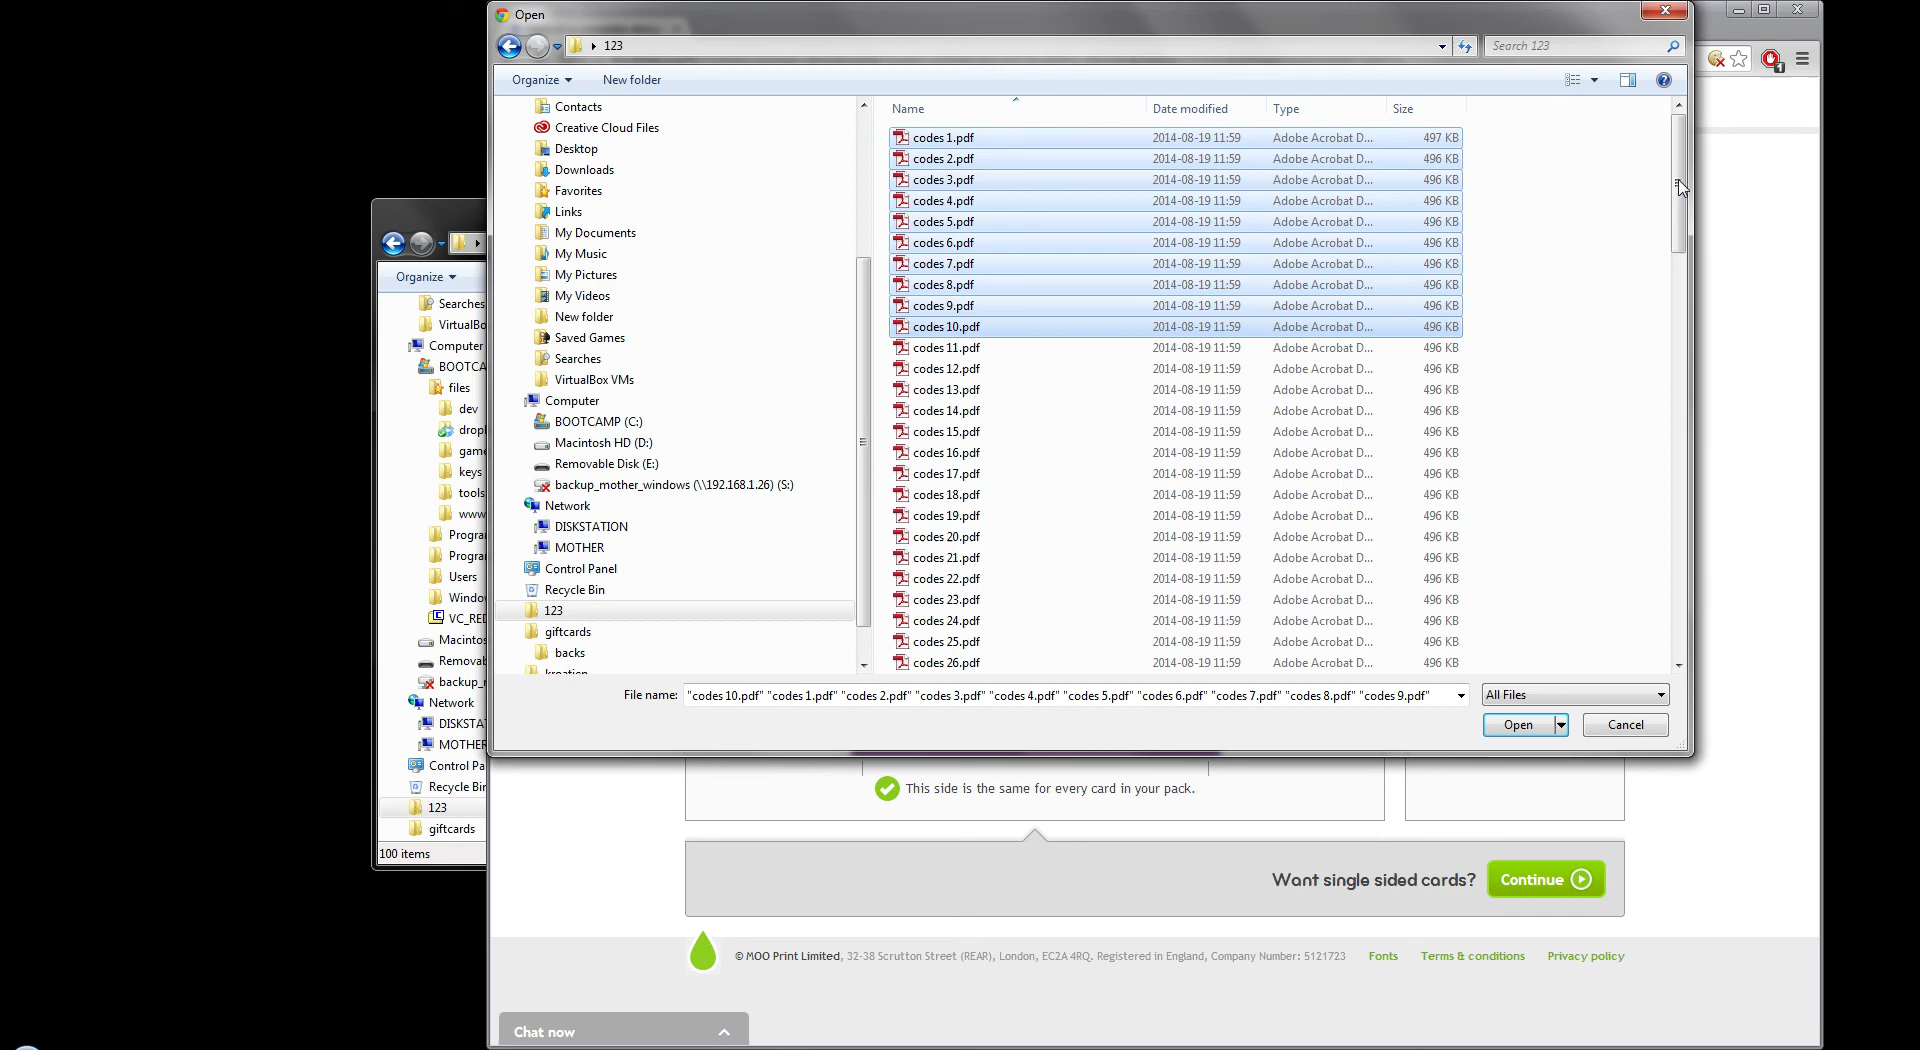 Open
123
Search 123
Organize
New folder
Name
Date modified
Type
Size
Contacts
Creative Cloud Files
Desktop
Downloads
Favorites
Links
My Documents
My Music
My Pictures
My Videos
New folder
Saved Games
Searches
VirtualBox VMs
Computer
BOOTCAMP (C:)
Macintosh HD (D:)
Removable Disk (E:)
backup_mother_windows (\\192.168.1.26) (S:)
Network
DISKSTATION
MOTHER
Control Panel
Recycle Bin
123
giftcards
backs
codes 1.pdf 2014-08-19 11:59 Adobe Acrobat D... 497 KB
codes 2.pdf 2014-08-19 11:59 Adobe Acrobat D... 496 KB
codes 3.pdf 2014-08-19 11:59 Adobe Acrobat D... 496 KB
codes 4.pdf 2014-08-19 11:59 Adobe Acrobat D... 496 KB
codes 5.pdf 2014-08-19 11:59 Adobe Acrobat D... 496 KB
codes 6.pdf 2014-08-19 11:59 Adobe Acrobat D... 496 KB
codes 7.pdf 2014-08-19 11:59 Adobe Acrobat D... 496 KB
codes 8.pdf 2014-08-19 11:59 Adobe Acrobat D... 496 KB
codes 9.pdf 2014-08-19 11:59 Adobe Acrobat D... 496 KB
codes 10.pdf 2014-08-19 11:59 Adobe Acrobat D... 496 KB
codes 11.pdf 2014-08-19 11:59 Adobe Acrobat D... 496 KB
codes 12.pdf 2014-08-19 11:59 Adobe Acrobat D... 496 KB
codes 13.pdf 2014-08-19 11:59 Adobe Acrobat D... 496 KB
codes 14.pdf 2014-08-19 11:59 Adobe Acrobat D... 496 KB
codes 15.pdf 2014-08-19 11:59 Adobe Acrobat D... 496 KB
codes 16.pdf 2014-08-19 11:59 Adobe Acrobat D... 496 KB
codes 17.pdf 2014-08-19 11:59 Adobe Acrobat D... 496 KB
codes 18.pdf 2014-08-19 11:59 Adobe Acrobat D... 496 KB
codes 19.pdf 2014-08-19 11:59 Adobe Acrobat D... 496 KB
codes 20.pdf 2014-08-19 11:59 Adobe Acrobat D... 496 KB
codes 21.pdf 2014-08-19 11:59 Adobe Acrobat D... 496 KB
codes 22.pdf 2014-08-19 11:59 Adobe Acrobat D... 496 KB
codes 23.pdf 2014-08-19 11:59 Adobe Acrobat D... 496 KB
codes 24.pdf 2014-08-19 11:59 Adobe Acrobat D... 496 KB
codes 25.pdf 2014-08-19 11:59 Adobe Acrobat D... 496 KB
codes 26.pdf 2014-08-19 11:59 Adobe Acrobat D... 496 KB
File name: "codes 10.pdf" "codes 1.pdf" "codes 2.pdf" "codes 3.pdf" "codes 4.pdf" "codes 5.pdf" "codes 6.pdf" "codes 7.pdf" "codes 8.pdf" "codes 9.pdf"
All Files
Open
Cancel
1
Organize
Searches
VirtualBo
Computer
BOOTCA
files
dev
drop
game
keys
tools
www
Progra
Progra
Users
Windo
VC_RED
Macintos
Removab
backup_
Network
DISKSTA
MOTHER
Control Pa
Recycle Bin
123
giftcards
100 items
This side is the same for every card in your pack.
Want single sided cards?
Continue
© MOO Print Limited, 32-38 Scrutton Street (REAR), London, EC2A 4RQ. Registered in England, Company Number: 5121723
Fonts
Terms & conditions
Privacy policy
Chat now